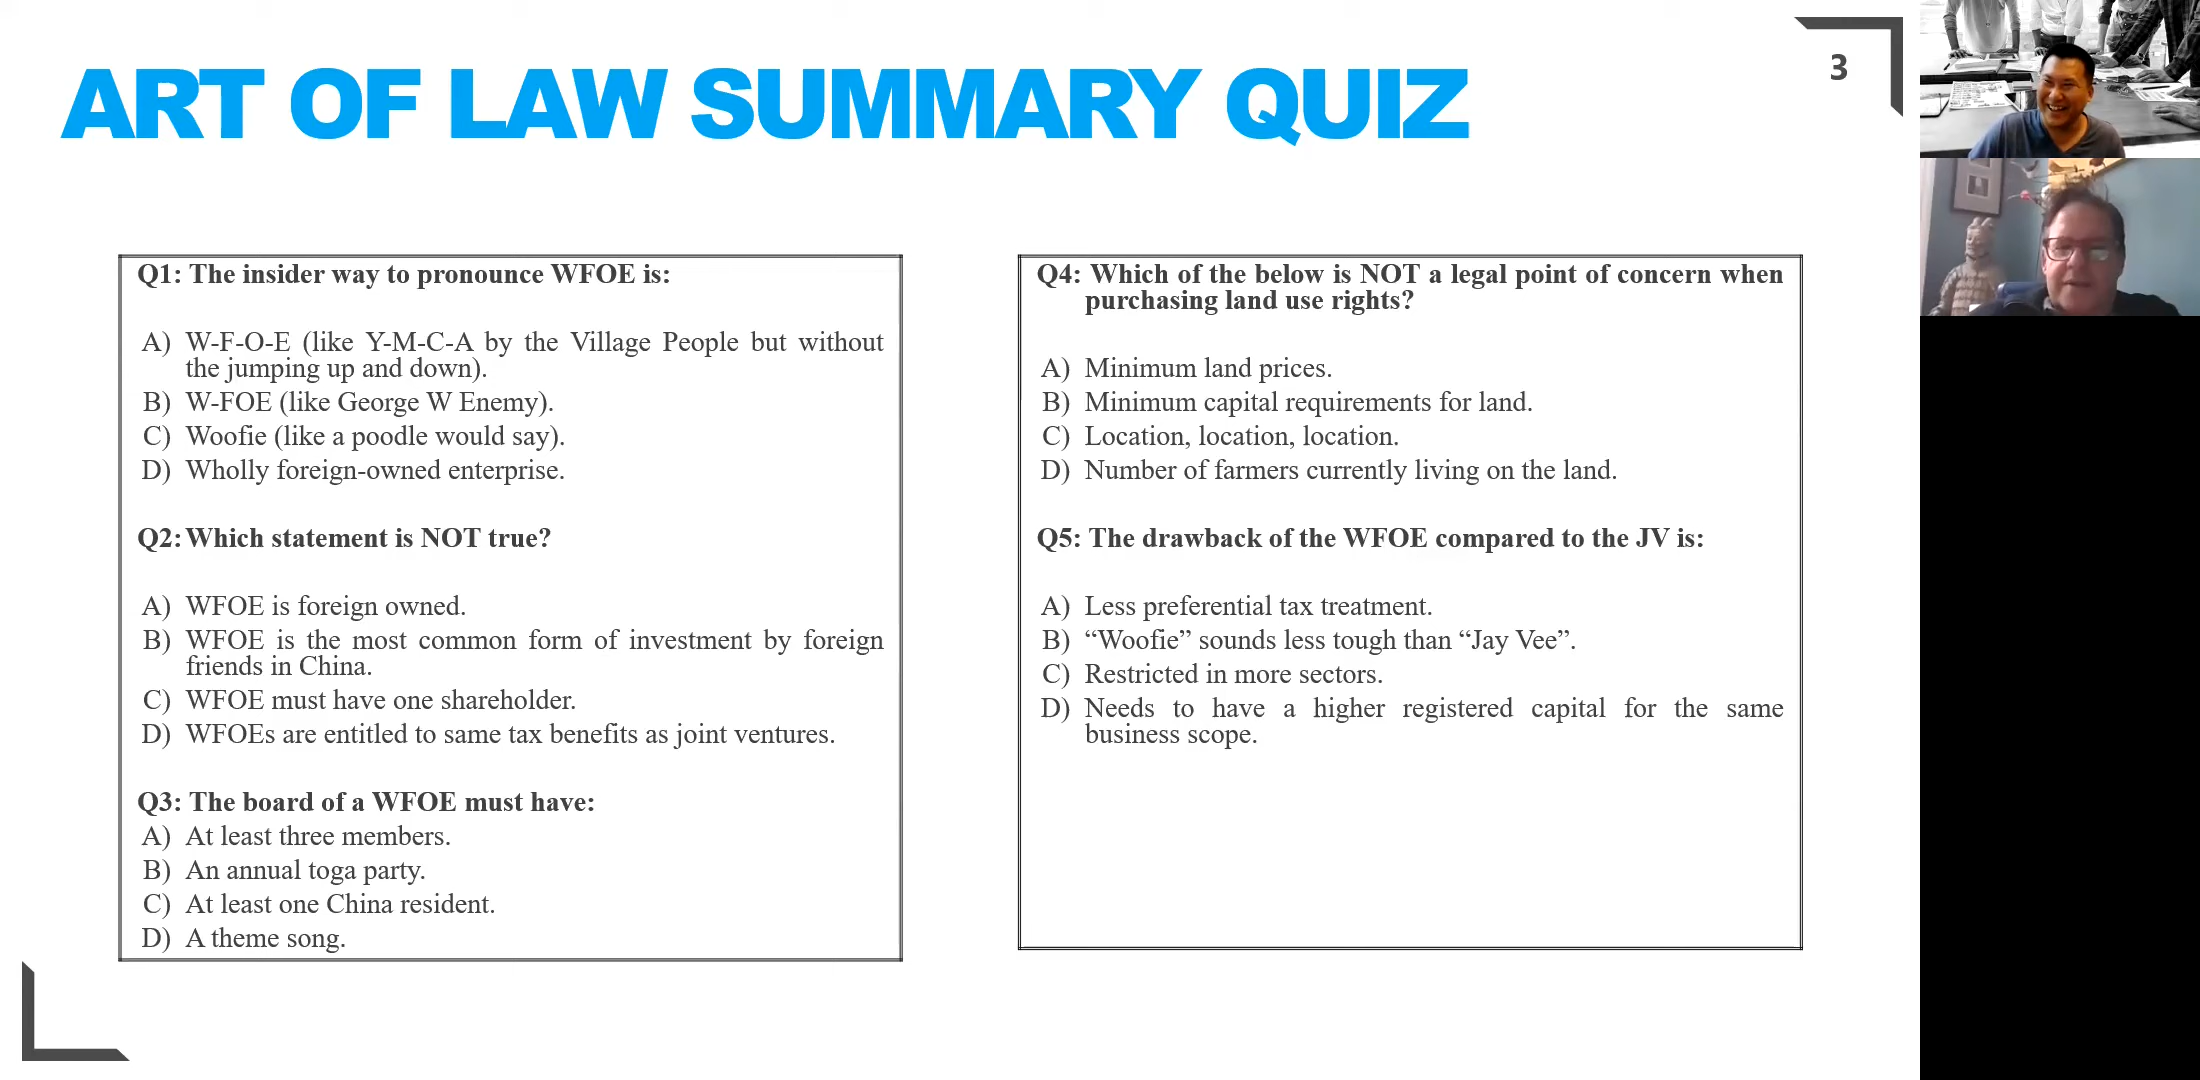 ART OF LAW SUMMARY QUIZ
3
Q1: The insider way to pronounce WFOE is:
A) W-F-O-E (like Y-M-C-A by the Village People but without
the jumping up and down).
B) W-FOE (like George W Enemy).
C) Woofie (like a poodle would say).
D) Wholly foreign-owned enterprise.
Q2: Which statement is NOT true?
A) WFOE is foreign owned.
B) WFOE is the most common form of investment by foreign
friends in China.
C) WFOE must have one shareholder.
D) WFOEs are entitled to same tax benefits as joint ventures.
Q3: The board of a WFOE must have:
A) At least three members.
B) An annual toga party.
C) At least one China resident.
D) A theme song.
Q4: Which of the below is NOT a legal point of concern when
purchasing land use rights?
A) Minimum land prices.
B) Minimum capital requirements for land.
C) Location, location, location.
D) Number of farmers currently living on the land.
Q5: The drawback of the WFOE compared to the JV is:
A) Less preferential tax treatment.
B) “Woofie” sounds less tough than “Jay Vee”.
C) Restricted in more sectors.
D) Needs to have a higher registered capital for the same
business scope.